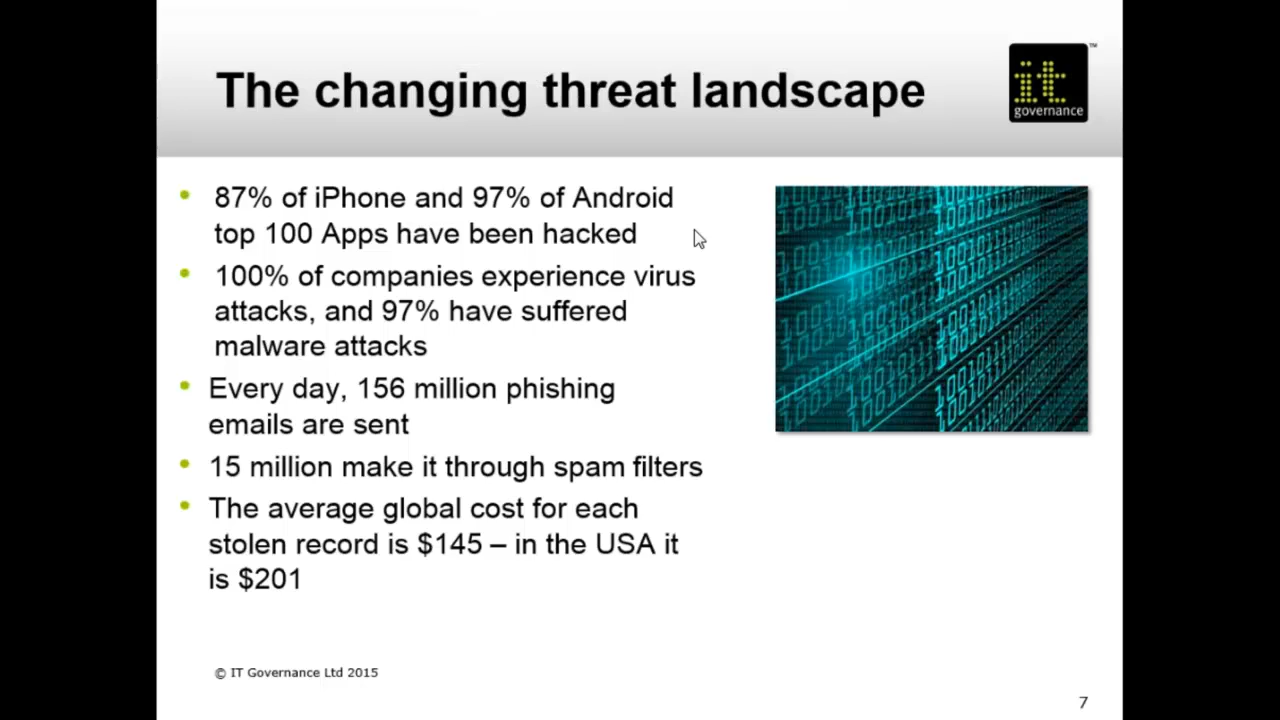 The changing threat landscape
it
governance
™
• 87% of iPhone and 97% of Android
top 100 Apps have been hacked
• 100% of companies experience virus
attacks, and 97% have suffered
malware attacks
• Every day, 156 million phishing
emails are sent
• 15 million make it through spam filters
• The average global cost for each
stolen record is $145 – in the USA it
is $201
© IT Governance Ltd 2015
7